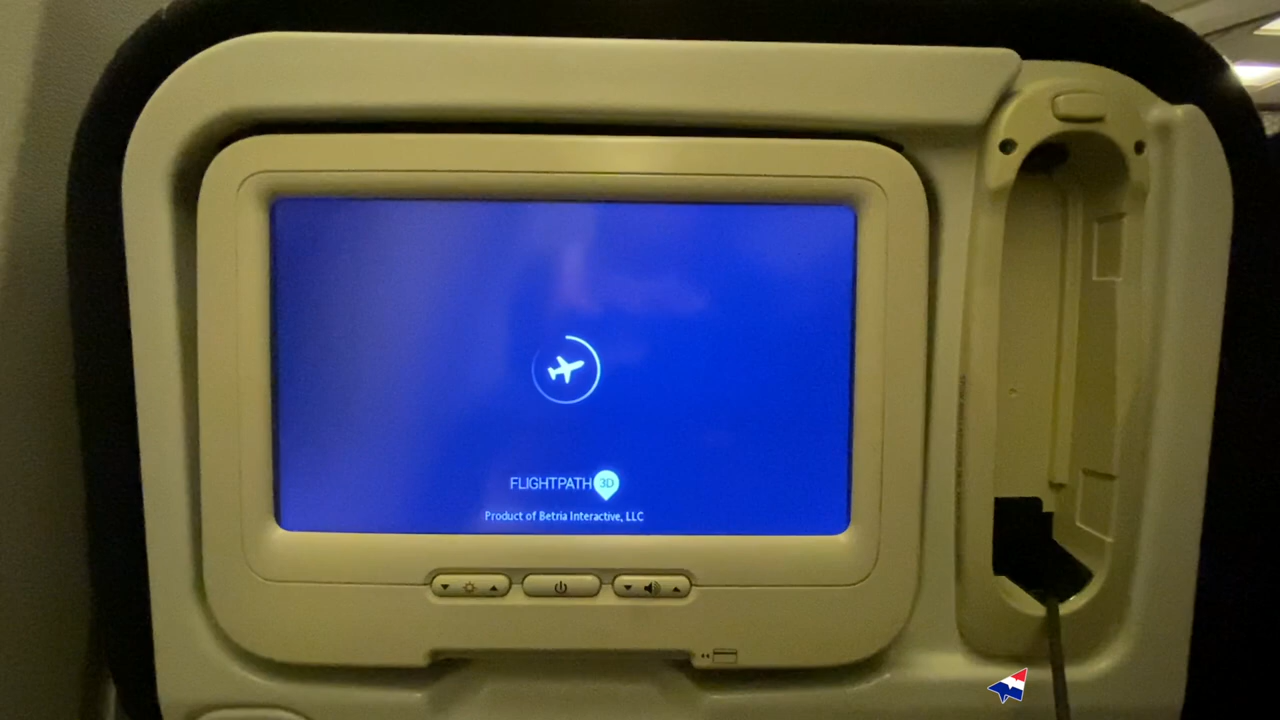 FLIGHTPATH 3D
Product of Betria Interactive, LLC